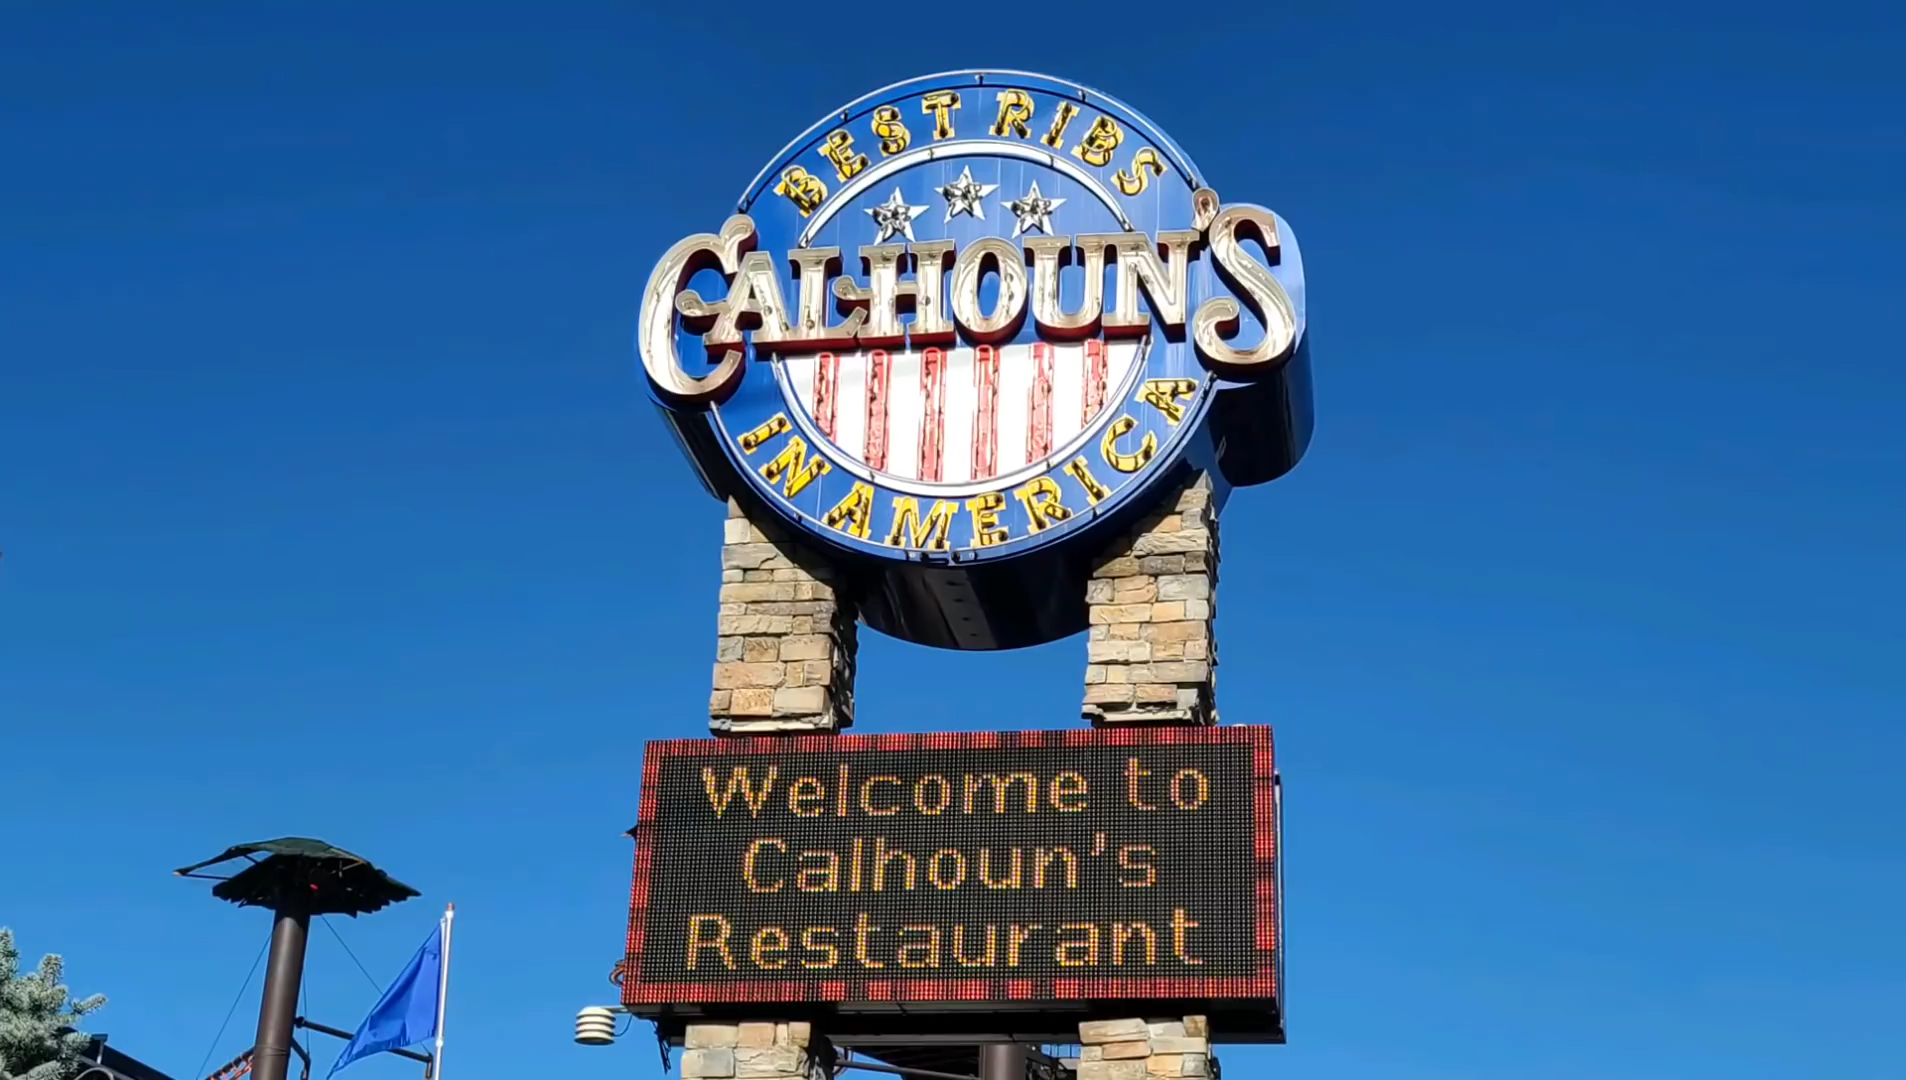 BEST RIBS
CALHOUN'S
IN AMERICA
Welcome to
Calhoun's
Restaurant